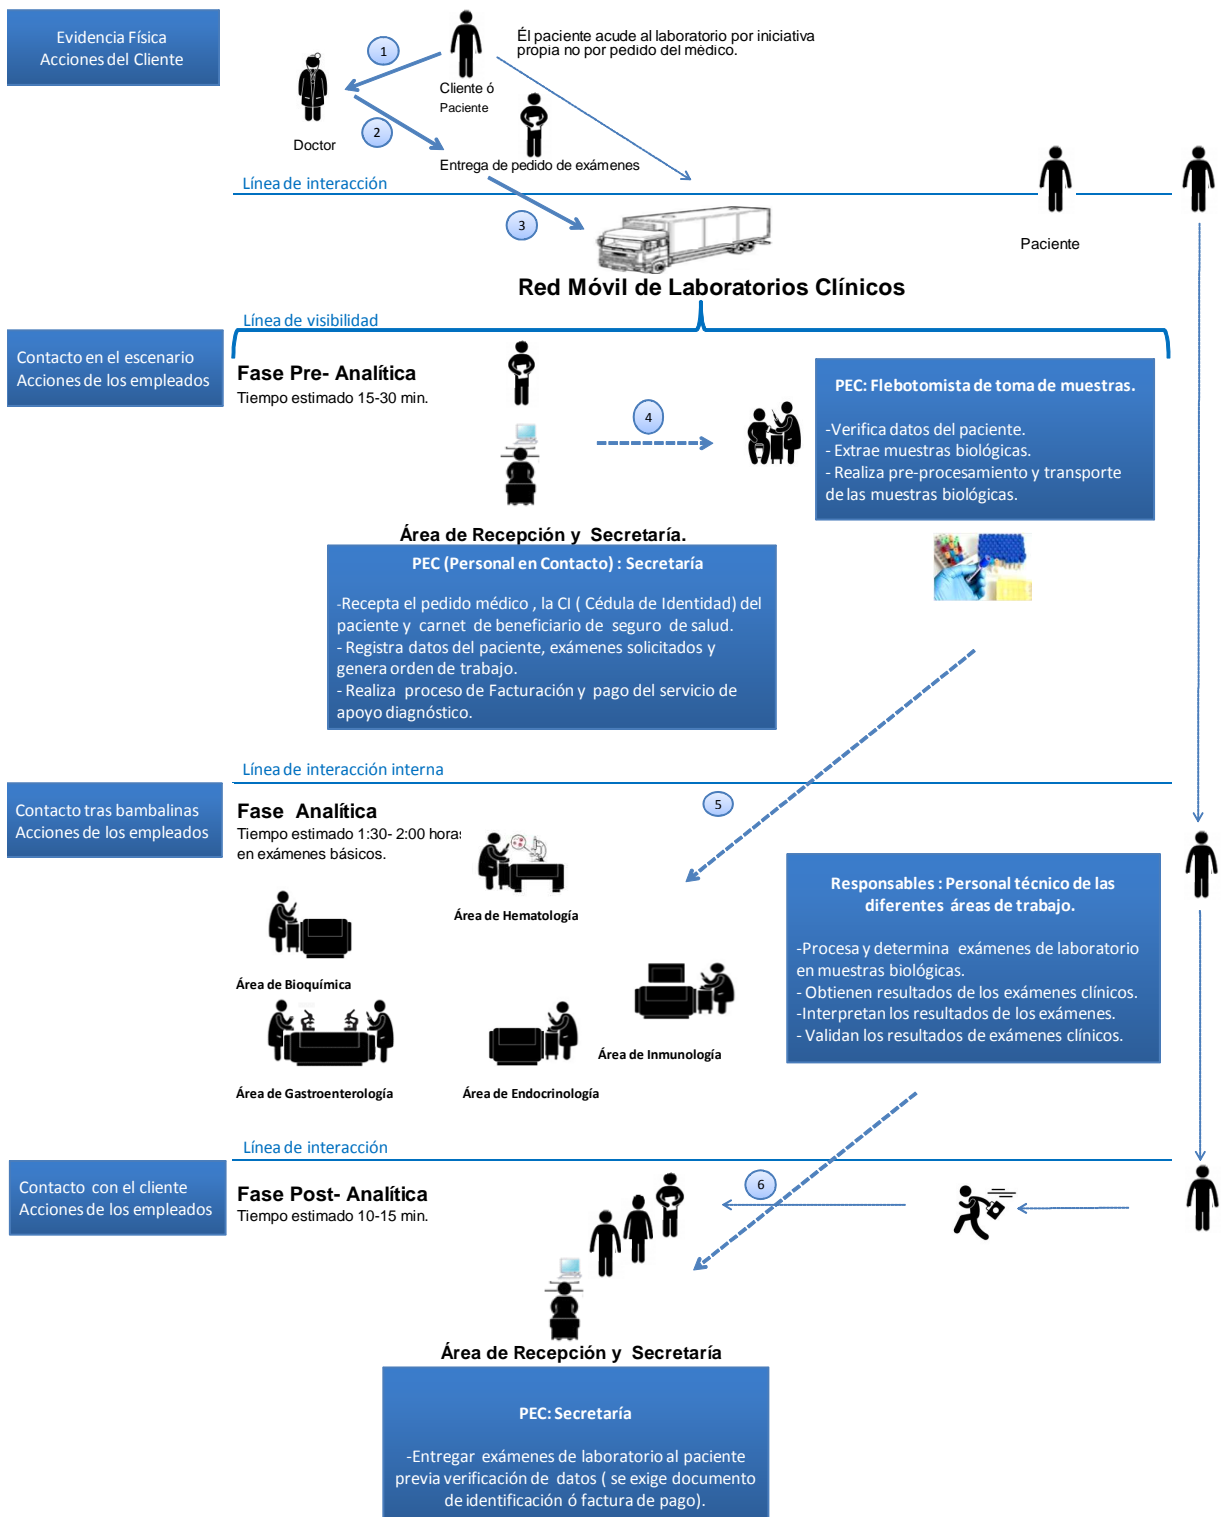 Evidencia Física
Acciones del Cliente
1
Él paciente acude al laboratorio por iniciativa
propia no por pedido del médico.
Cliente ó
Paciente
2
Doctor
Entrega de pedido de exámenes
Línea de interacción
3
Paciente
Red Móvil de Laboratorios Clínicos
Línea de visibilidad
Contacto en el escenario
Acciones de los empleados
Fase Pre- Analítica
Tiempo estimado 15-30 min.
4
PEC: Flebotomista de toma de muestras.
-Verifica datos del paciente.
- Extrae muestras biológicas.
- Realiza pre-procesamiento y transporte
de las muestras biológicas.
Área de Recepción y Secretaría.
PEC (Personal en Contacto) : Secretaría
-Recepta el pedido médico , la CI ( Cédula de Identidad) del
paciente y carnet de beneficiario de seguro de salud.
- Registra datos del paciente, exámenes solicitados y
genera orden de trabajo.
- Realiza proceso de Facturación y pago del servicio de
apoyo diagnóstico.
Línea de interacción interna
Contacto tras bambalinas
Acciones de los empleados
Fase Analítica
Tiempo estimado 1:30- 2:00 horas
en exámenes básicos.
5
Área de Hematología
Área de Bioquímica
Área de Inmunología
Área de Gastroenterología
Área de Endocrinología
Responsables : Personal técnico de las
diferentes áreas de trabajo.
-Procesa y determina exámenes de laboratorio
en muestras biológicas.
- Obtienen resultados de los exámenes clínicos.
-Interpretan los resultados de los exámenes.
- Validan los resultados de exámenes clínicos.
Línea de interacción
Contacto con el cliente
Acciones de los empleados
Fase Post- Analítica
Tiempo estimado 10-15 min.
6
Área de Recepción y Secretaría
PEC: Secretaría
-Entregar exámenes de laboratorio al paciente
previa verificación de datos ( se exige documento
de identificación ó factura de pago).